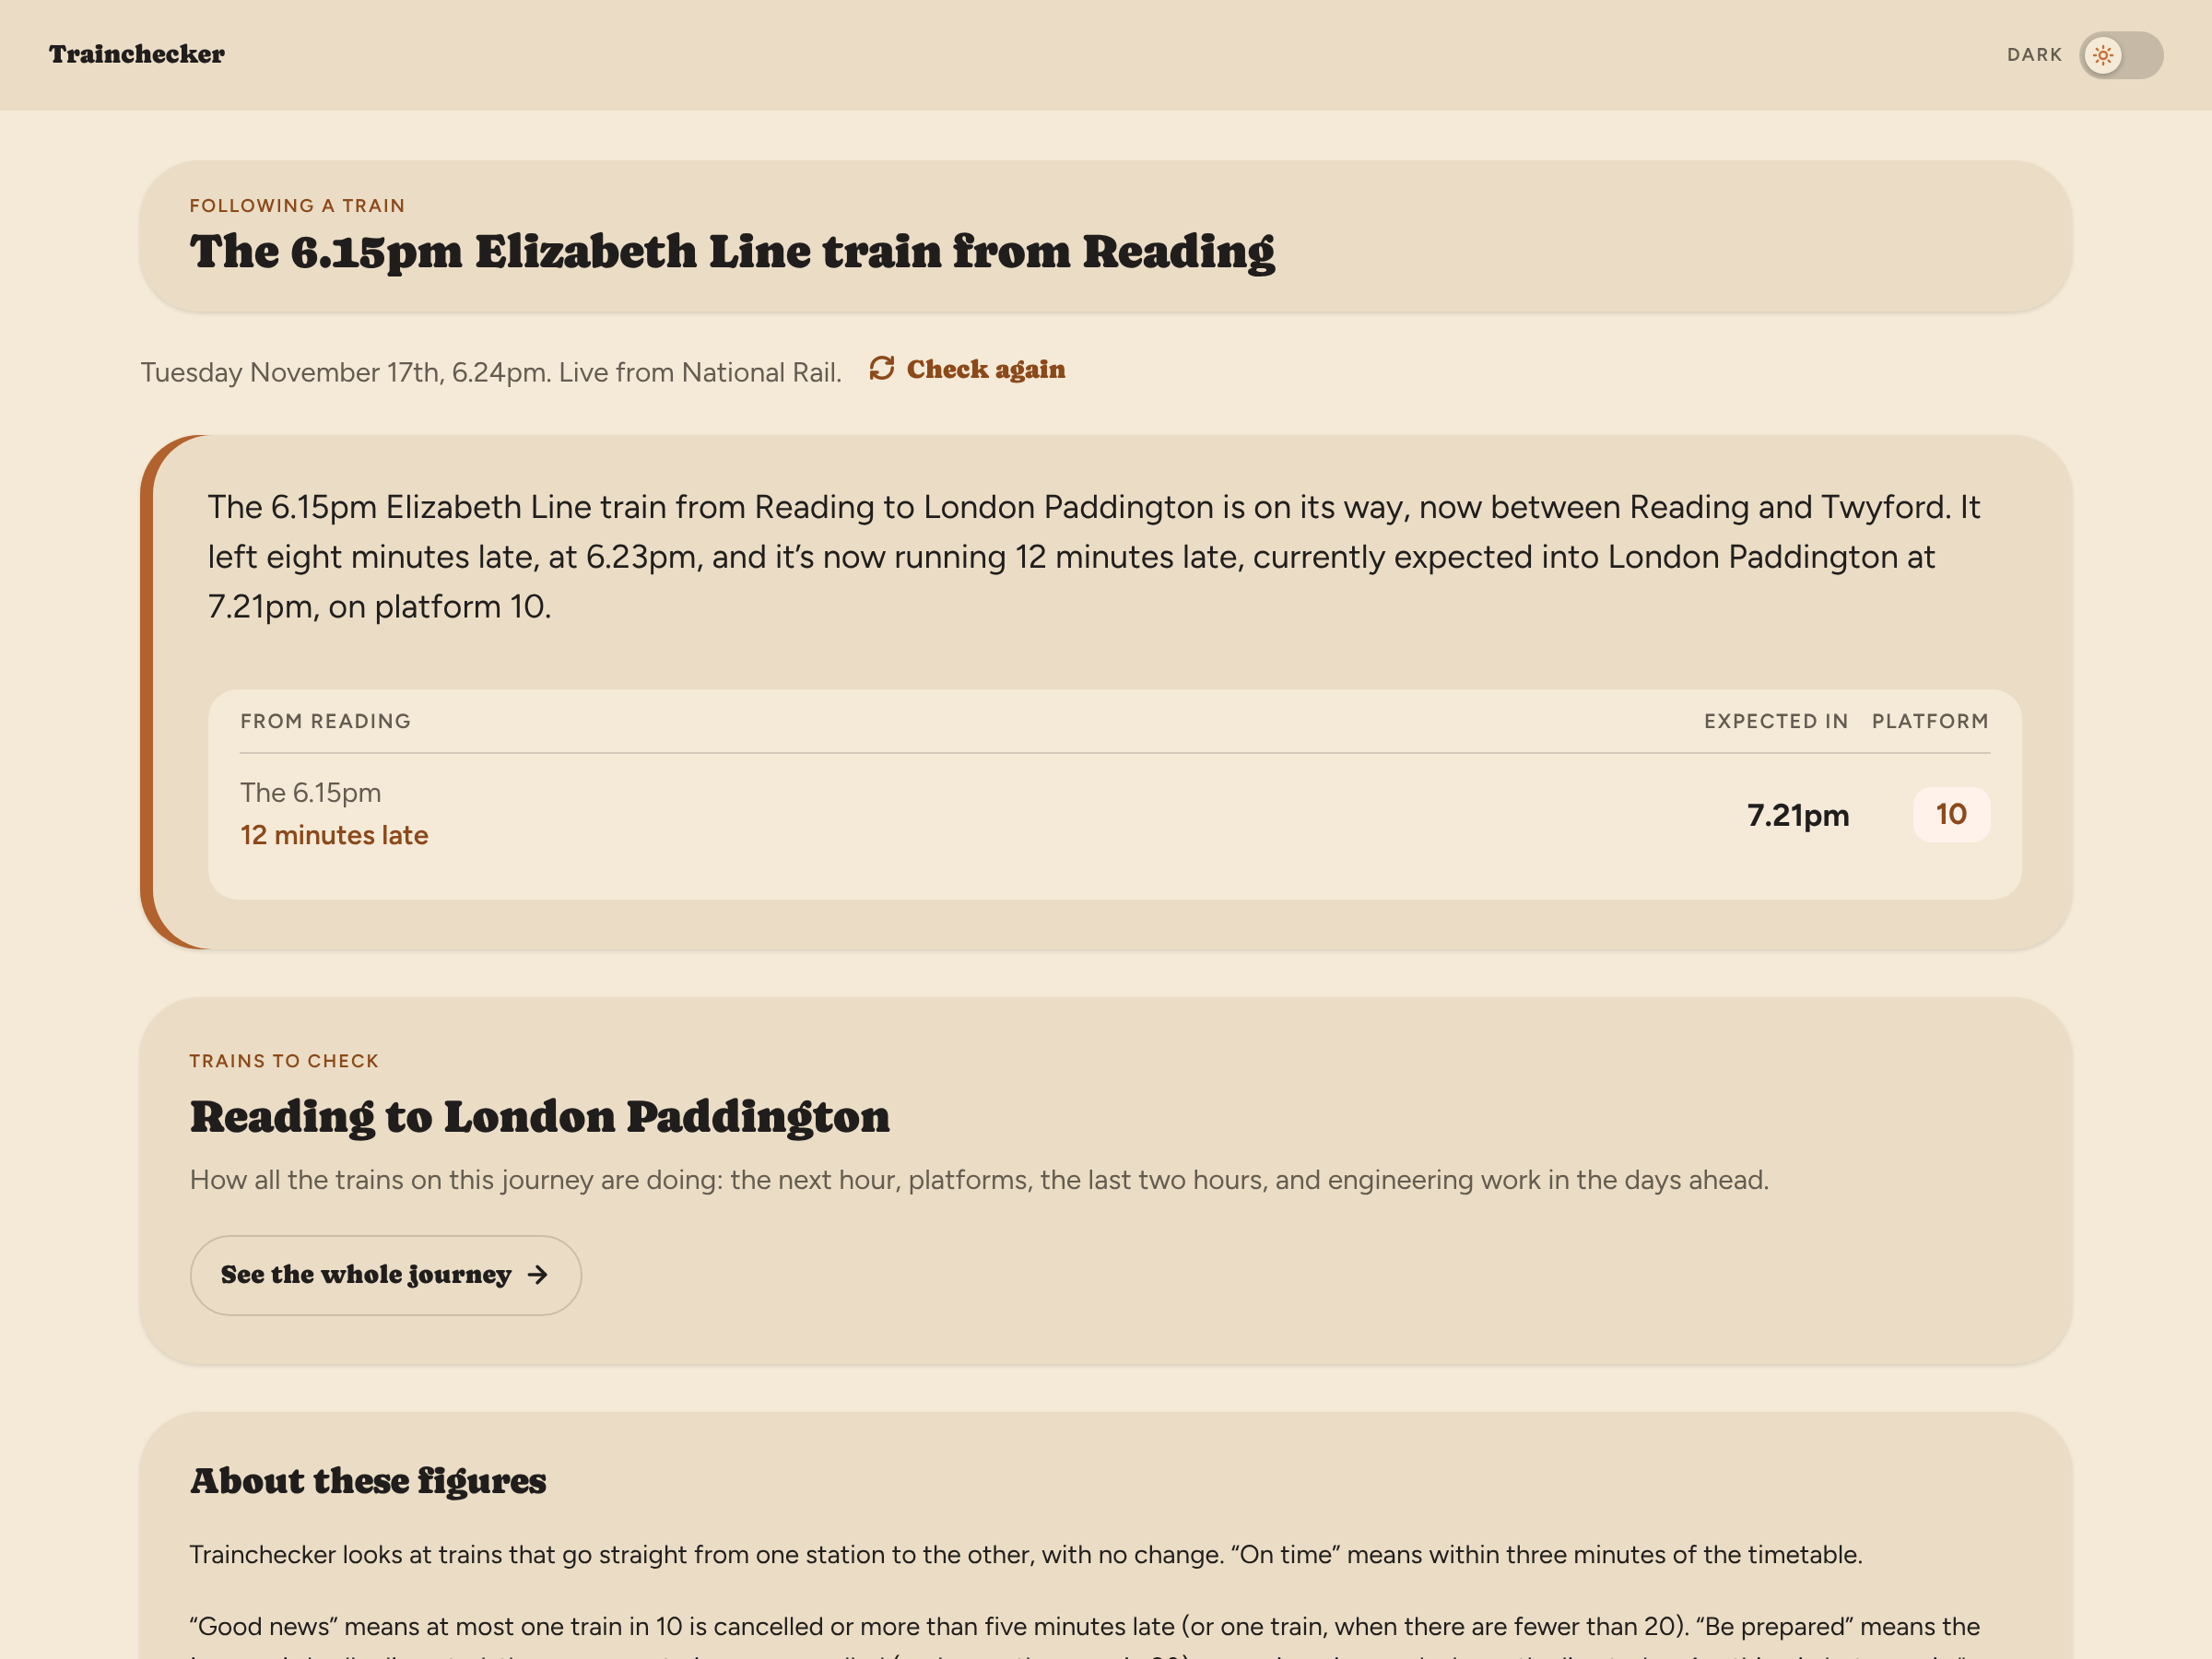 Trainchecker
DARK
FOLLOWING A TRAIN
The 6.15pm Elizabeth Line train from Reading
Tuesday November 17th, 6.24pm. Live from National Rail.
Check again
The 6.15pm Elizabeth Line train from Reading to London Paddington is on its way, now between Reading and Twyford. It
left eight minutes late, at 6.23pm, and it’s now running 12 minutes late, currently expected into London Paddington at
7.21pm, on platform 10.
FROM READING
EXPECTED IN
PLATFORM
The 6.15pm
12 minutes late
7.21pm
10
TRAINS TO CHECK
Reading to London Paddington
How all the trains on this journey are doing: the next hour, platforms, the last two hours, and engineering work in the days ahead.
See the whole journey
About these figures
Trainchecker looks at trains that go straight from one station to the other, with no change. “On time” means within three minutes of the timetable.
“Good news” means at most one train in 10 is cancelled or more than five minutes late (or one train, when there are fewer than 20). “Be prepared” means the